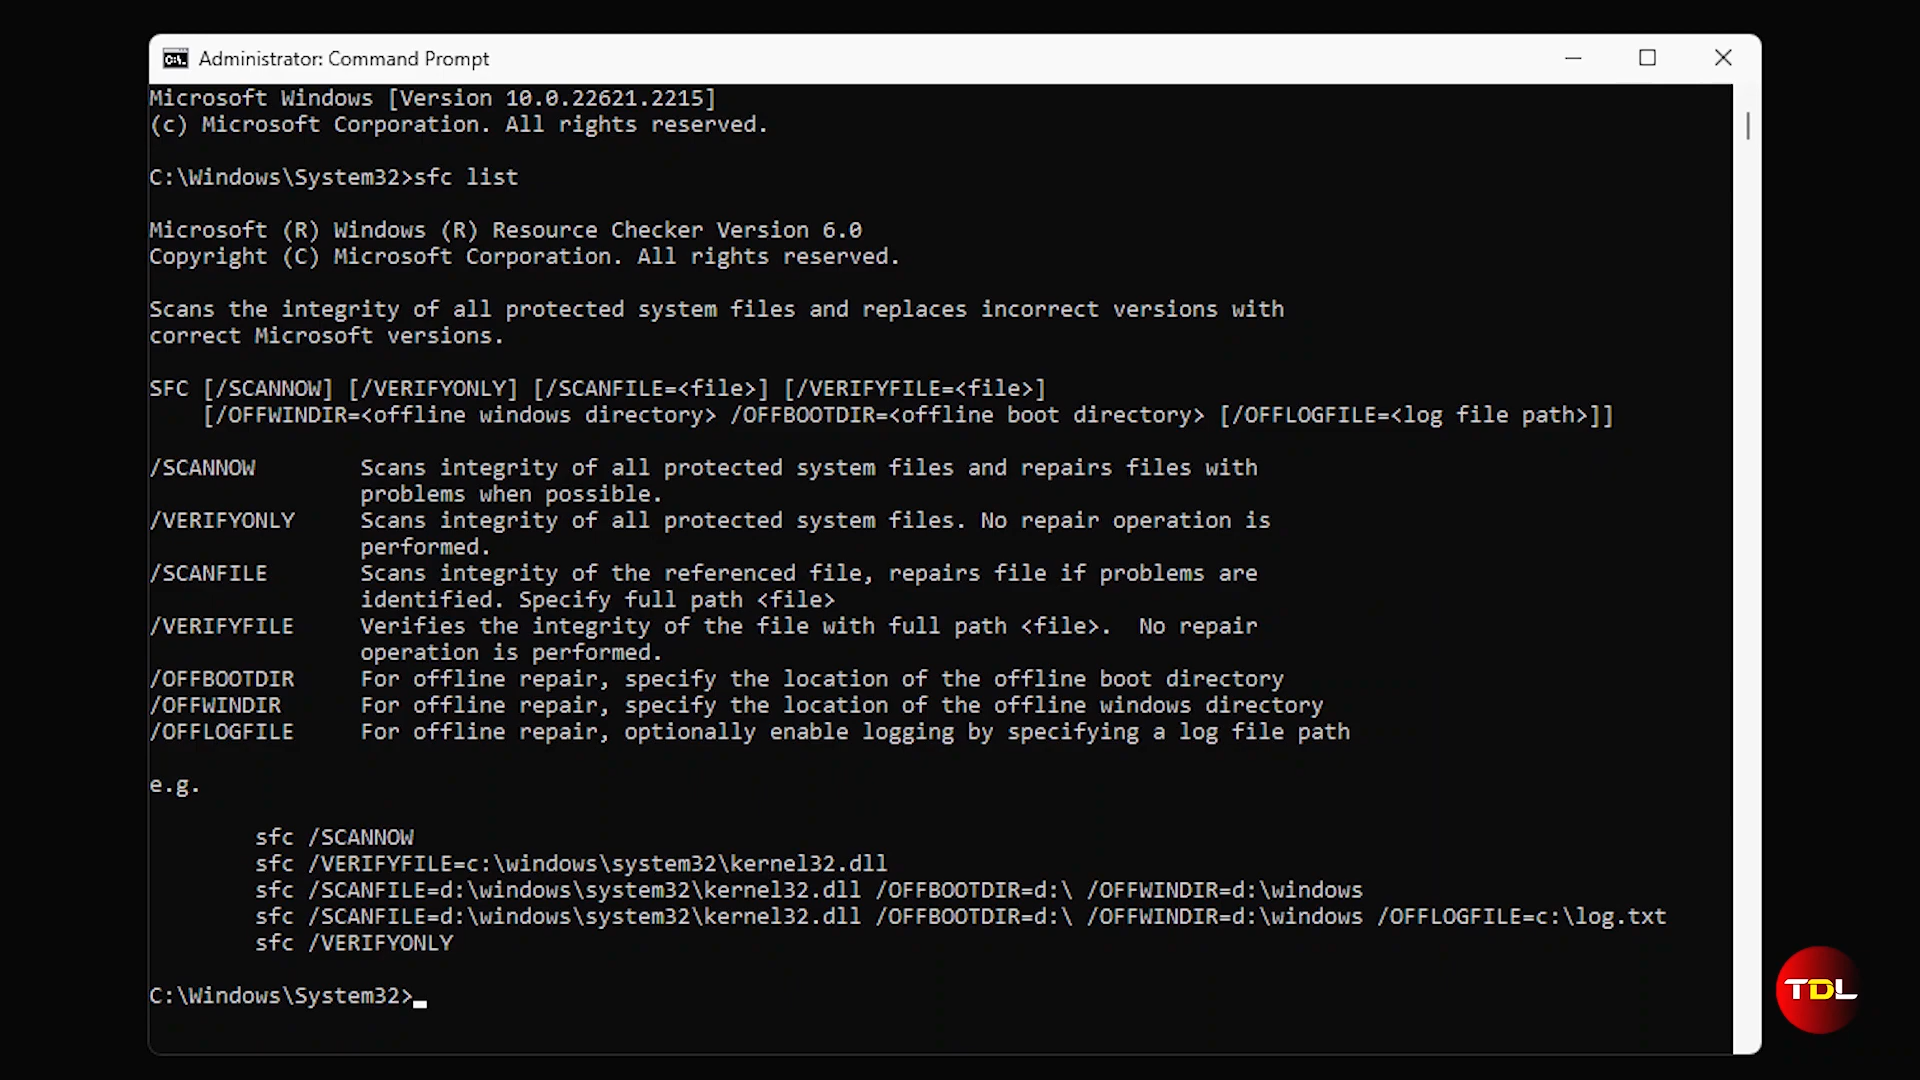 Administrator: Command Prompt
Microsoft Windows [Version 10.0.22621.2215]
(c) Microsoft Corporation. All rights reserved.
C:\Windows\System32>sfc list
Microsoft (R) Windows (R) Resource Checker Version 6.0
Copyright (C) Microsoft Corporation. All rights reserved.
Scans the integrity of all protected system files and replaces incorrect versions with
correct Microsoft versions.
SFC [/SCANNOW] [/VERIFYONLY] [/SCANFILE=<file>] [/VERIFYFILE=<file>]
[/OFFWINDIR=<offline windows directory> /OFFBOOTDIR=<offline boot directory> [/OFFLOGFILE=<log file path>]]
/SCANNOW Scans integrity of all protected system files and repairs files with
problems when possible.
/VERIFYONLY Scans integrity of all protected system files. No repair operation is
performed.
/SCANFILE Scans integrity of the referenced file, repairs file if problems are
identified. Specify full path <file>
/VERIFYFILE Verifies the integrity of the file with full path <file>.  No repair
operation is performed.
/OFFBOOTDIR For offline repair, specify the location of the offline boot directory
/OFFWINDIR For offline repair, specify the location of the offline windows directory
/OFFLOGFILE For offline repair, optionally enable logging by specifying a log file path
e.g.
sfc /SCANNOW
sfc /VERIFYFILE=c:\windows\system32\kernel32.dll
sfc /SCANFILE=d:\windows\system32\kernel32.dll /OFFBOOTDIR=d:\ /OFFWINDIR=d:\windows
sfc /SCANFILE=d:\windows\system32\kernel32.dll /OFFBOOTDIR=d:\ /OFFWINDIR=d:\windows /OFFLOGFILE=c:\log.txt
sfc /VERIFYONLY
C:\Windows\System32>
TDL